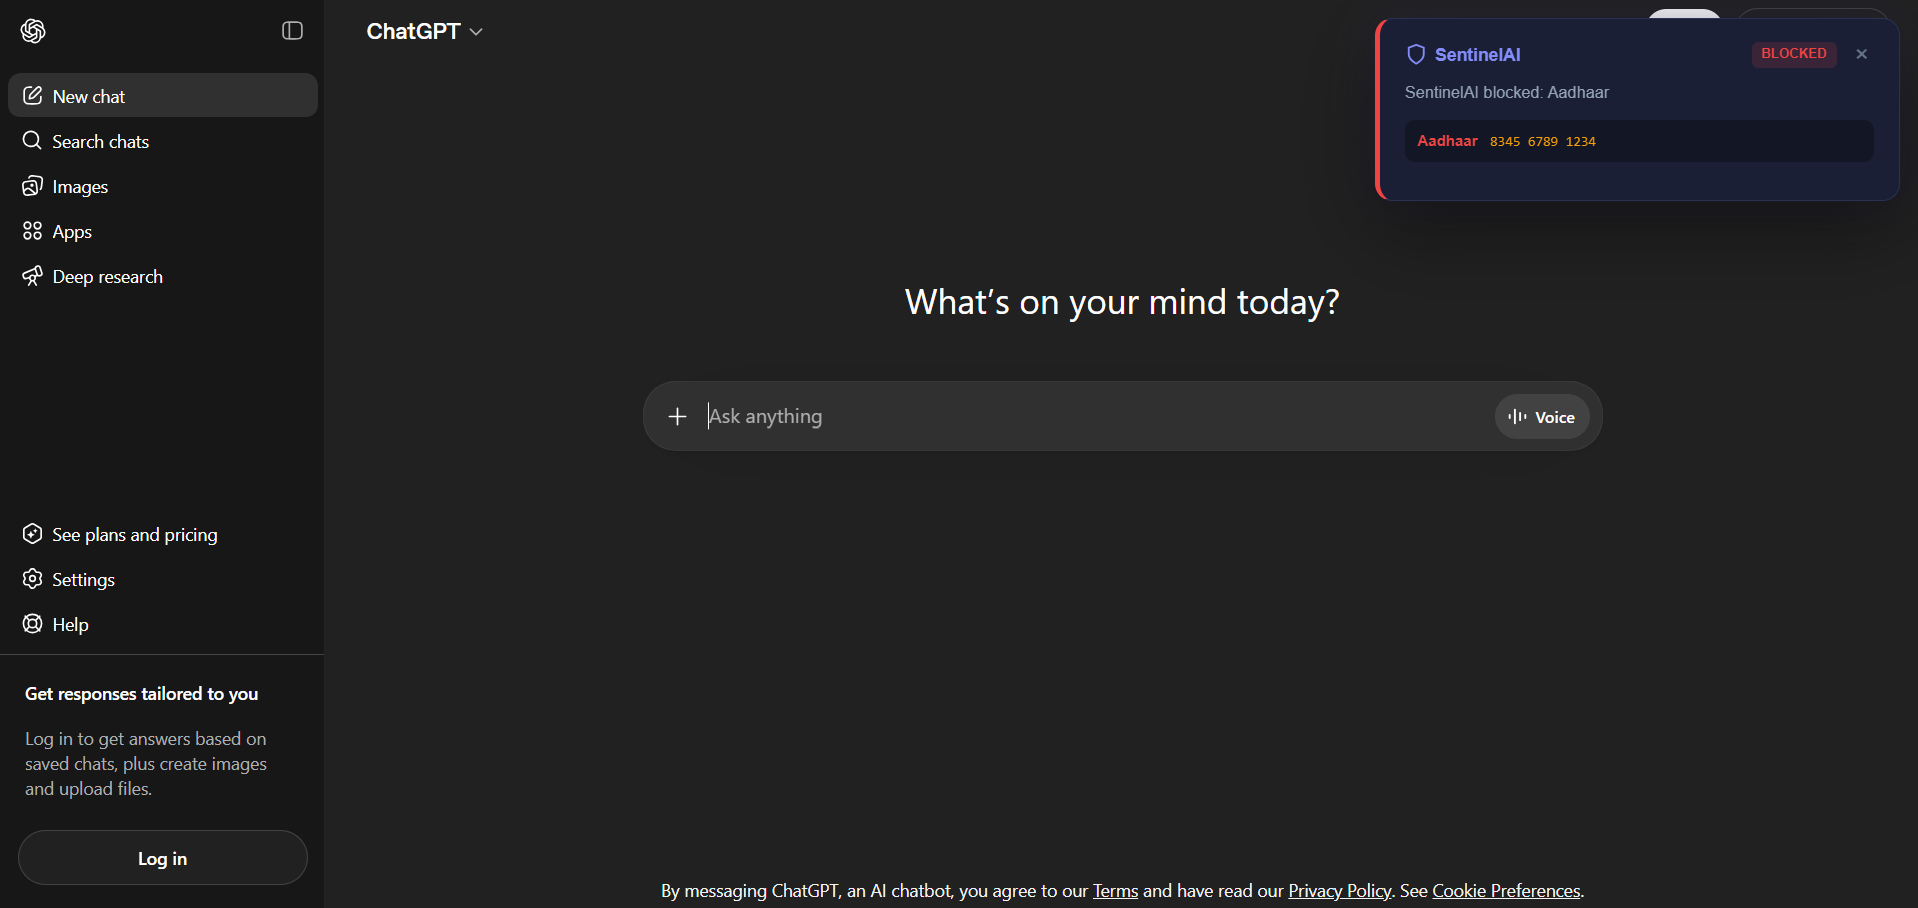 ChatGPT
New chat
Search chats
Images
Apps
Deep research
See plans and pricing
Settings
Help
Get responses tailored to you
Log in to get answers based on
saved chats, plus create images
and upload files.
Log in
What's on your mind today?
Ask anything
Voice
By messaging ChatGPT, an AI chatbot, you agree to our Terms and have read our Privacy Policy. See Cookie Preferences.
SentinelAI
BLOCKED
SentinelAI blocked: Aadhaar
Aadhaar 8345 6789 1234